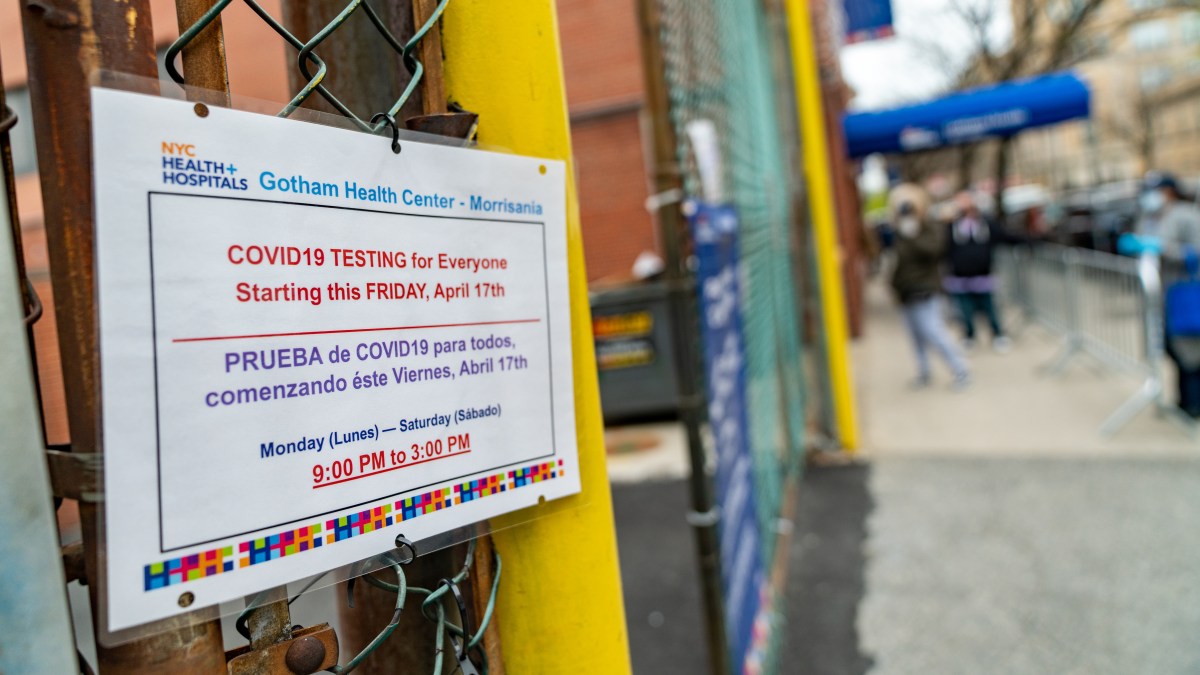 NYC
HEALTH+
HOSPITALS
Gotham Health Center - Morrisania
COVID19 TESTING for Everyone
Starting this FRIDAY, April 17th
PRUEBA de COVID19 para todos,
comenzando éste Viernes, Abril 17th
Monday (Lunes) — Saturday (Sábado)
9:00 PM to 3:00 PM